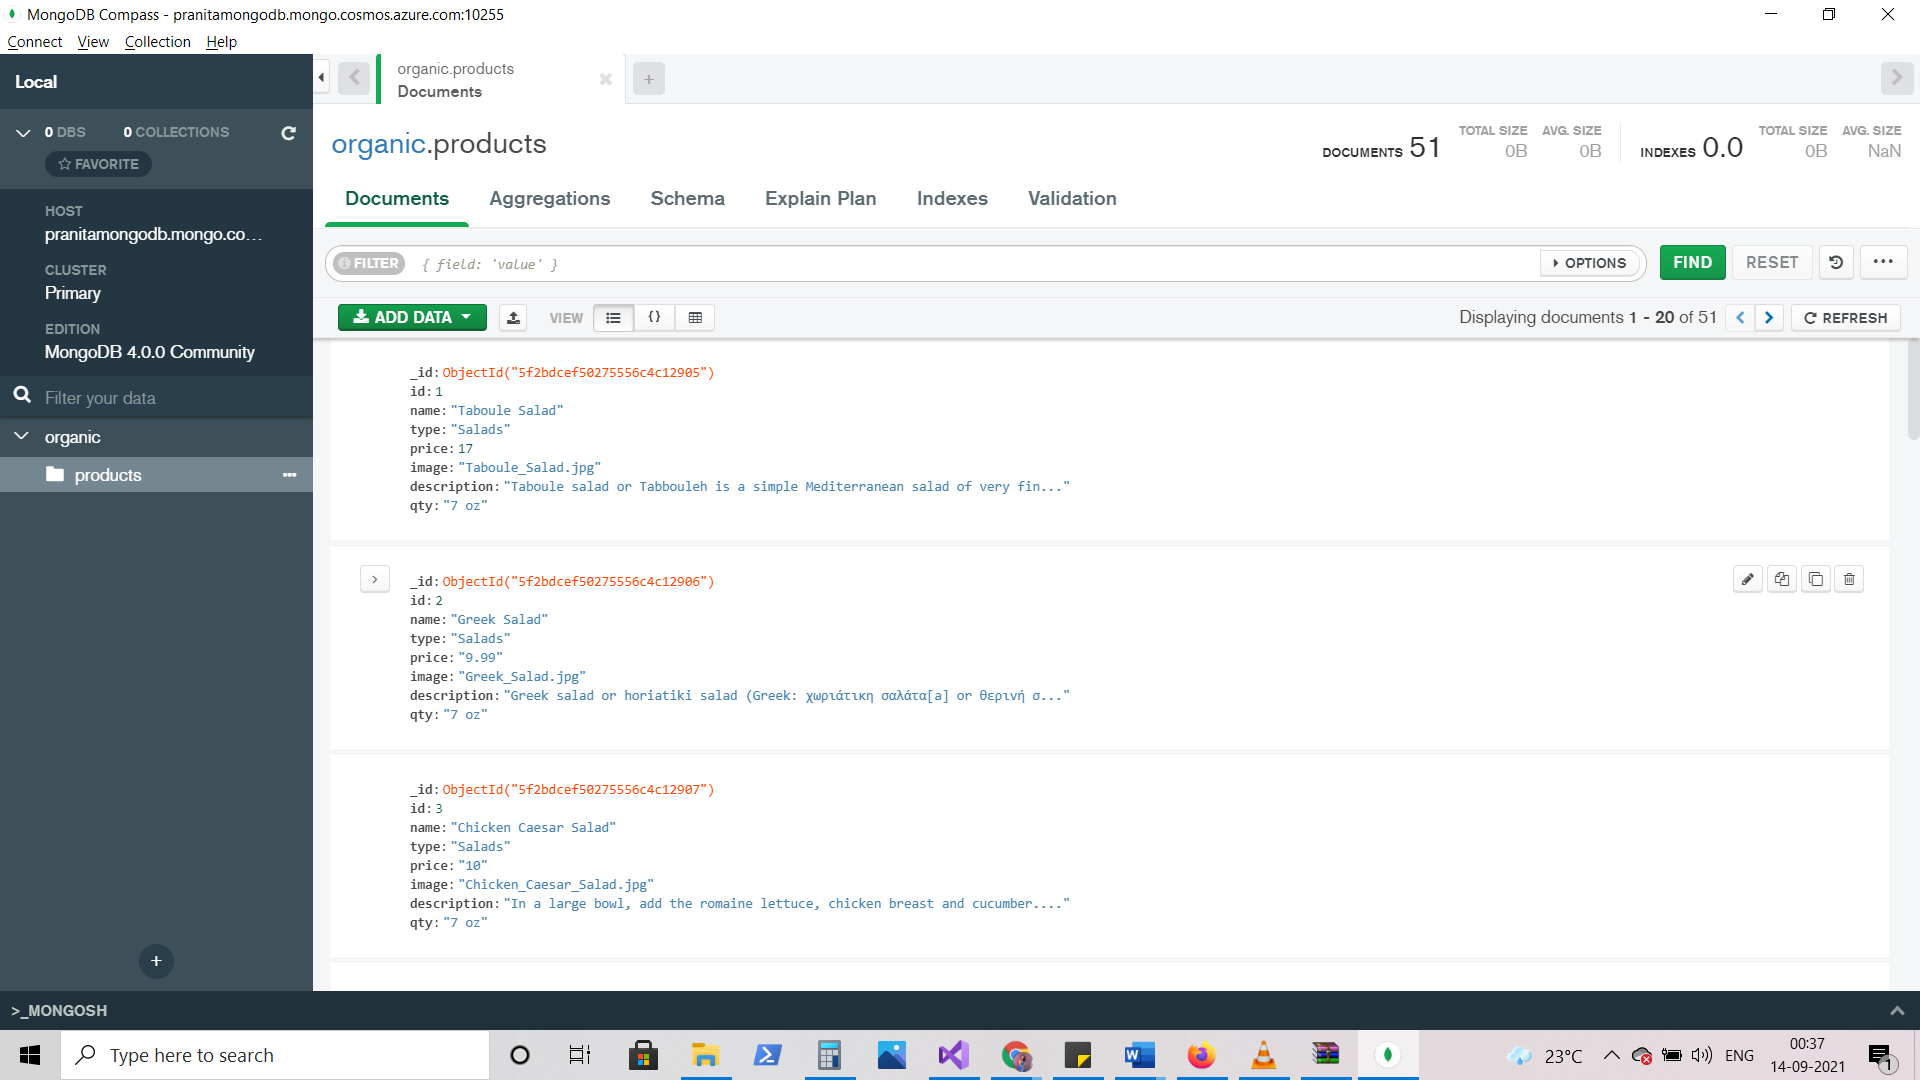 MongoDB Compass - pranitamongodb.mongo.cosmos.azure.com:10255
Connect View Collection Help
Local
0 DBS 0 COLLECTIONS
FAVORITE
HOST
pranitamongodb.mongo.co...
CLUSTER
Primary
EDITION
MongoDB 4.0.0 Community
Filter your data
organic
products
organic.products
Documents
organic.products
DOCUMENTS 51
TOTAL SIZE AVG. SIZE
0B 0B
INDEXES 0.0
TOTAL SIZE AVG. SIZE
0B NaN
Documents Aggregations Schema Explain Plan Indexes Validation
FILTER { field: 'value' } OPTIONS FIND RESET
ADD DATA VIEW {} Displaying documents 1 - 20 of 51 REFRESH
_id: ObjectId("5f2bdcef50275556c4c12905")
id: 1
name: "Taboule Salad"
type: "Salads"
price: 17
image: "Taboule_Salad.jpg"
description: "Taboule salad or Tabbouleh is a simple Mediterranean salad of very fin..."
qty: "7 oz"
_id: ObjectId("5f2bdcef50275556c4c12906")
id: 2
name: "Greek Salad"
type: "Salads"
price: "9.99"
image: "Greek_Salad.jpg"
description: "Greek salad or horiatiki salad (Greek: χωριάτικη σαλάτα[a] or θερινή σ..."
qty: "7 oz"
_id: ObjectId("5f2bdcef50275556c4c12907")
id: 3
name: "Chicken Caesar Salad"
type: "Salads"
price: "10"
image: "Chicken_Caesar_Salad.jpg"
description: "In a large bowl, add the romaine lettuce, chicken breast and cucumber...."
qty: "7 oz"
>_MONGOSH
Type here to search
23°C
ENG
00:37
14-09-2021
1